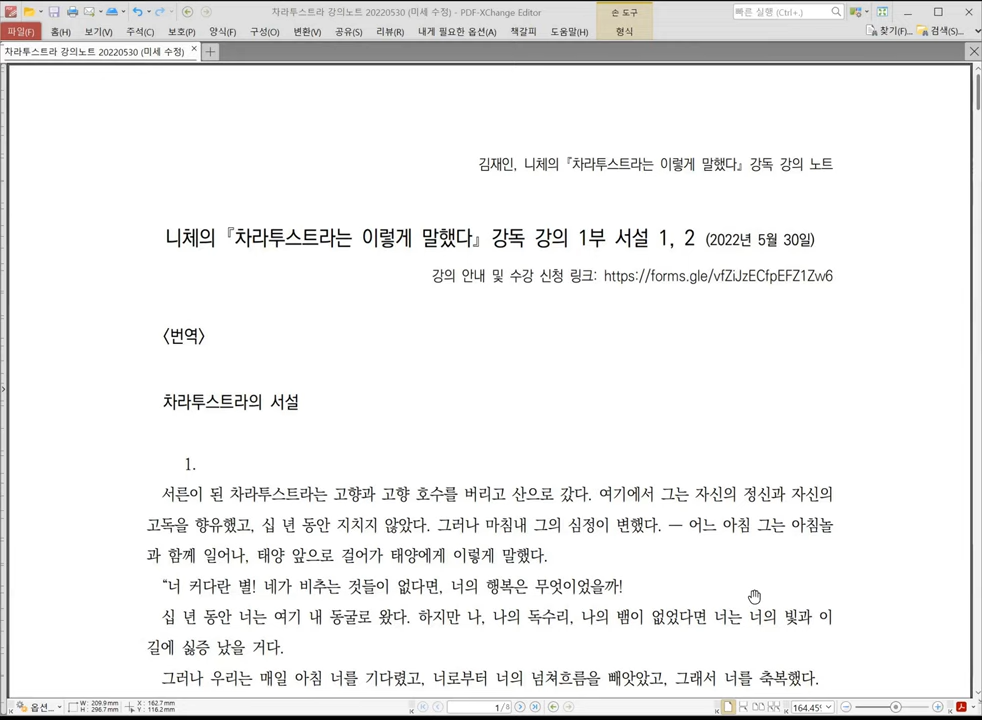 차라투스트라 강의노트 20220530 (미세 수정) - PDF-XChange Editor
손 도구
빠른 실행 (Ctrl+.)
파일(F) 홈(H) 보기(V) 주석(C) 보호(P) 양식(F) 구성(O) 변환(V) 공유(S) 리뷰(R) 내게 필요한 옵션(A) 책갈피 도움말(H) 형식 찾기(F)... 검색(S)...
차라투스트라 강의노트 20220530 (미세 수정)
김재인, 니체의 『차라투스트라는 이렇게 말했다』 강독 강의 노트
니체의 『차라투스트라는 이렇게 말했다』 강독 강의 1부 서설 1, 2 (2022년 5월 30일)
강의 안내 및 수강 신청 링크: https://forms.gle/vfZiJzECfpEFZ1Zw6
〈번역〉
차라투스트라의 서설
1.
서른이 된 차라투스트라는 고향과 고향 호수를 버리고 산으로 갔다. 여기에서 그는 자신의 정신과 자신의
고독을 향유했고, 십 년 동안 지치지 않았다. 그러나 마침내 그의 심정이 변했다. ― 어느 아침 그는 아침놀
과 함께 일어나, 태양 앞으로 걸어가 태양에게 이렇게 말했다.
“너 커다란 별! 네가 비추는 것들이 없다면, 너의 행복은 무엇이었을까!
십 년 동안 너는 여기 내 동굴로 왔다. 하지만 나, 나의 독수리, 나의 뱀이 없었다면 너는 너의 빛과 이
길에 싫증 났을 거다.
그러나 우리는 매일 아침 너를 기다렸고, 너로부터 너의 넘쳐흐름을 빼앗았고, 그래서 너를 축복했다.
옵션... W: 209.9mm H: 296.7mm X: 162.7mm Y: 116.2mm 1/8 164.45%